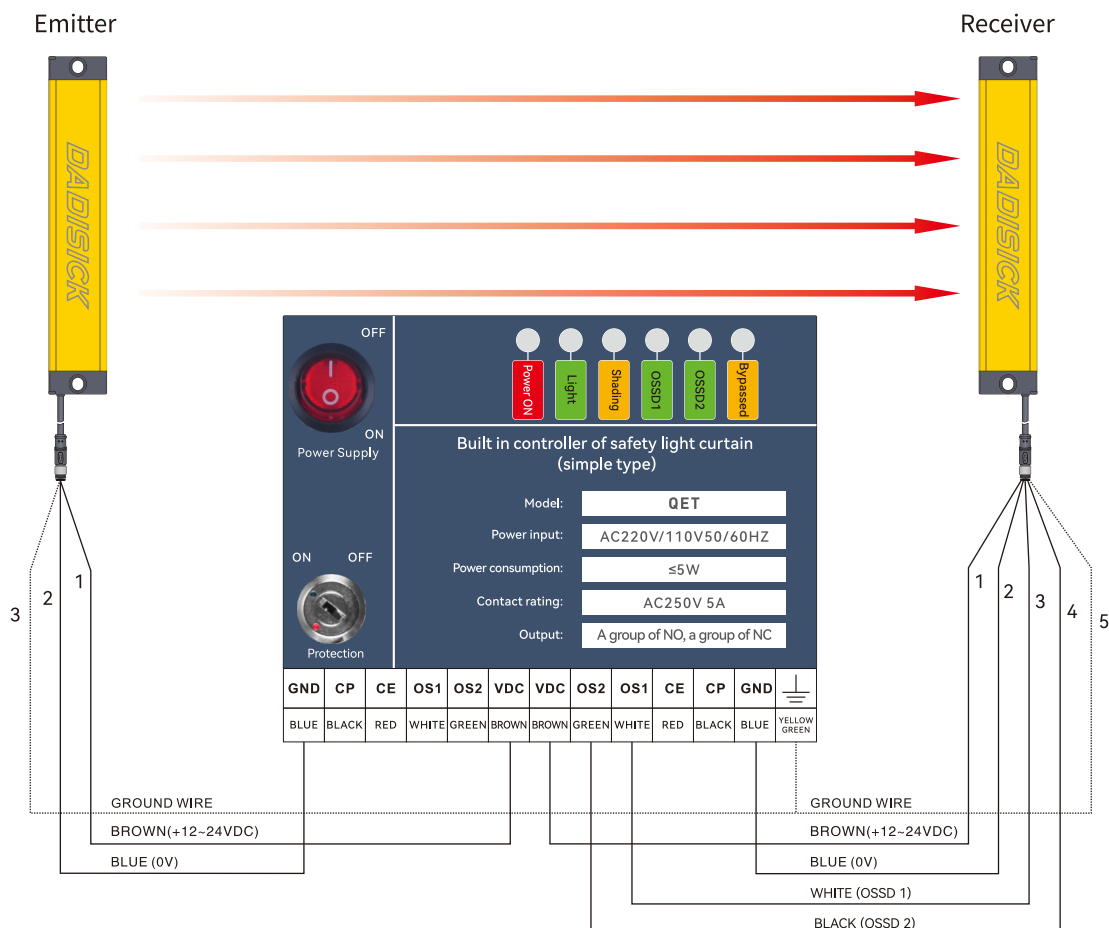 Emitter
Receiver
DADISICK
DADISICK
OFF
I
O
ON
Power Supply
Power ON
Light
Shading
OSSD1
OSSD2
Bypassed
Built in controller of safety light curtain
(simple type)
Model: QET
Power input: AC220V/110V50/60HZ
Power consumption: ≤5W
Contact rating: AC250V 5A
Output: A group of NO, a group of NC
ON OFF
Protection
GND CP CE OS1 OS2 VDC VDC OS2 OS1 CE CP GND
BLUE BLACK RED WHITE GREEN BROWN BROWN GREEN WHITE RED BLACK BLUE YELLOW GREEN
3 2 1
1 2 3 4 5
GROUND WIRE
BROWN(+12~24VDC)
BLUE (0V)
GROUND WIRE
BROWN(+12~24VDC)
BLUE (0V)
WHITE (OSSD 1)
BLACK (OSSD 2)